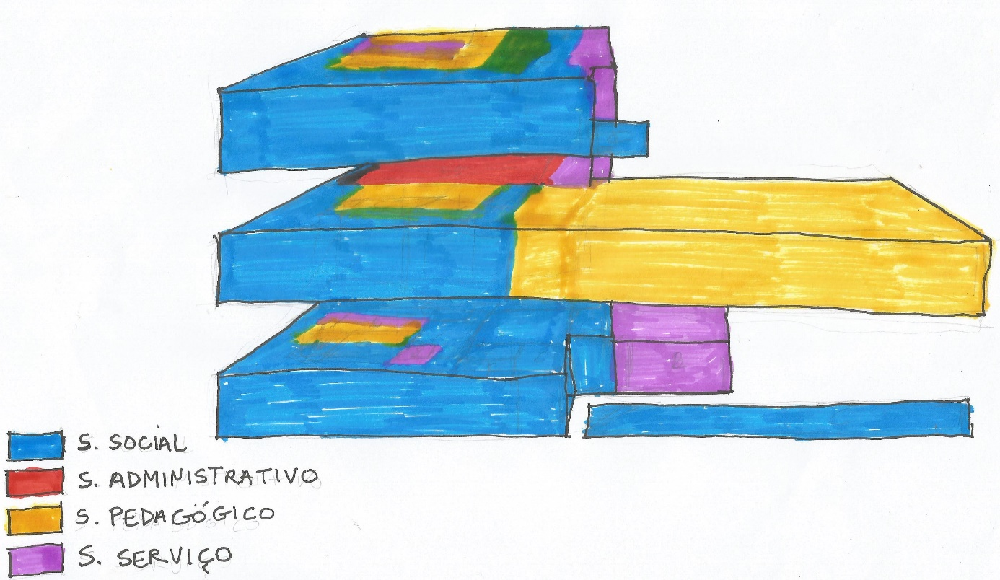 S. SOCIAL
S. ADMINISTRATIVO
S. PEDAGÓGICO
S. SERVIÇO